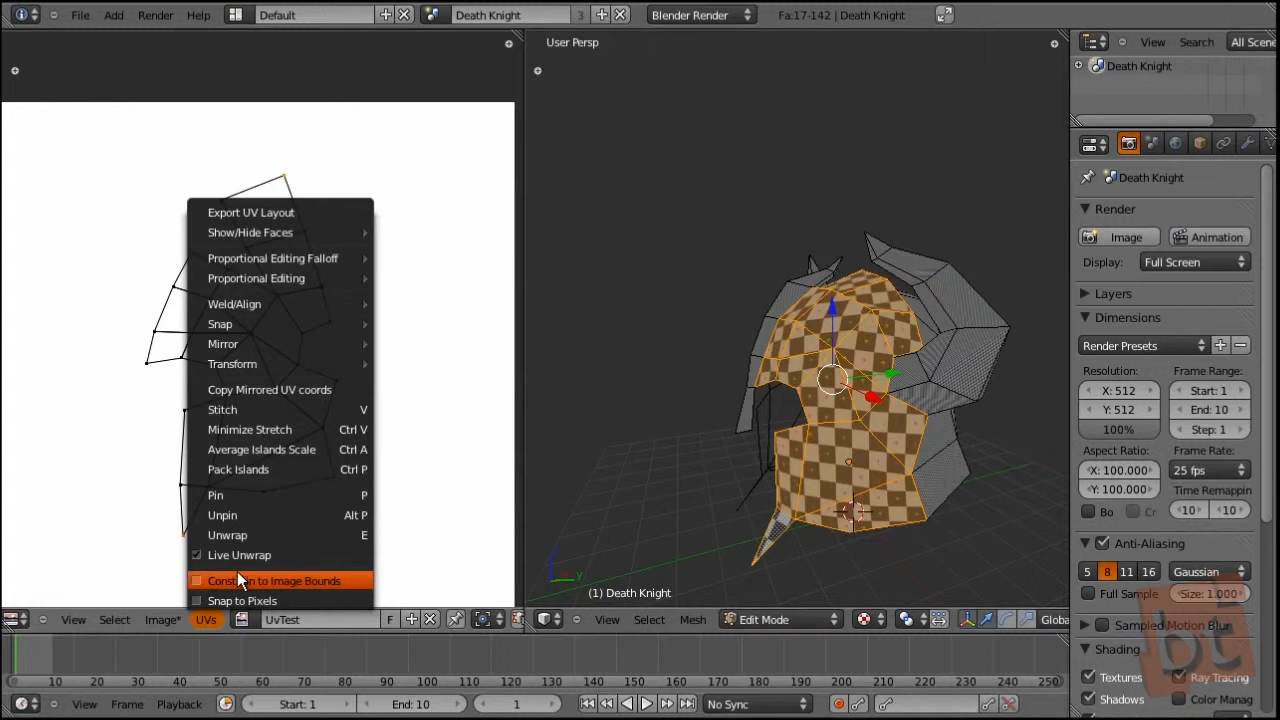 File Add Render Help Default Death Knight 3 Blender Render Fa:17-142 | Death Knight
User Persp
View Search All Scene
Death Knight
Death Knight
Render
Image Animation
Display: Full Screen
Layers
Dimensions
Render Presets
Resolution: Frame Range:
X: 512 Start: 1
Y: 512 End: 10
100% Step: 1
Aspect Ratio: Frame Rate:
X: 100.000 25 fps
Y: 100.000 Time Remappin
Bo Cr 10 10
Anti-Aliasing
5 8 11 16 Gaussian
Full Sample Size: 1.000
Sampled Motion Blur
Shading
Textures Ray Tracing
Shadows Color Manag
Export UV Layout
Show/Hide Faces
Proportional Editing Falloff
Proportional Editing
Weld/Align
Snap
Mirror
Transform
Copy Mirrored UV coords
Stitch V
Minimize Stretch Ctrl V
Average Islands Scale Ctrl A
Pack Islands Ctrl P
Pin P
Unpin Alt P
Unwrap E
Live Unwrap
Constrain to Image Bounds
Snap to Pixels
z y
(1) Death Knight
View Select Image* UVs UvTest F
View Select Mesh Edit Mode Global
10 20 30 40 50 60 70 80 90 100 110 120 130 140 150 160 170 180 190 200 210 220 230 240 250
View Frame Playback Start: 1 End: 10 1 No Sync
bt